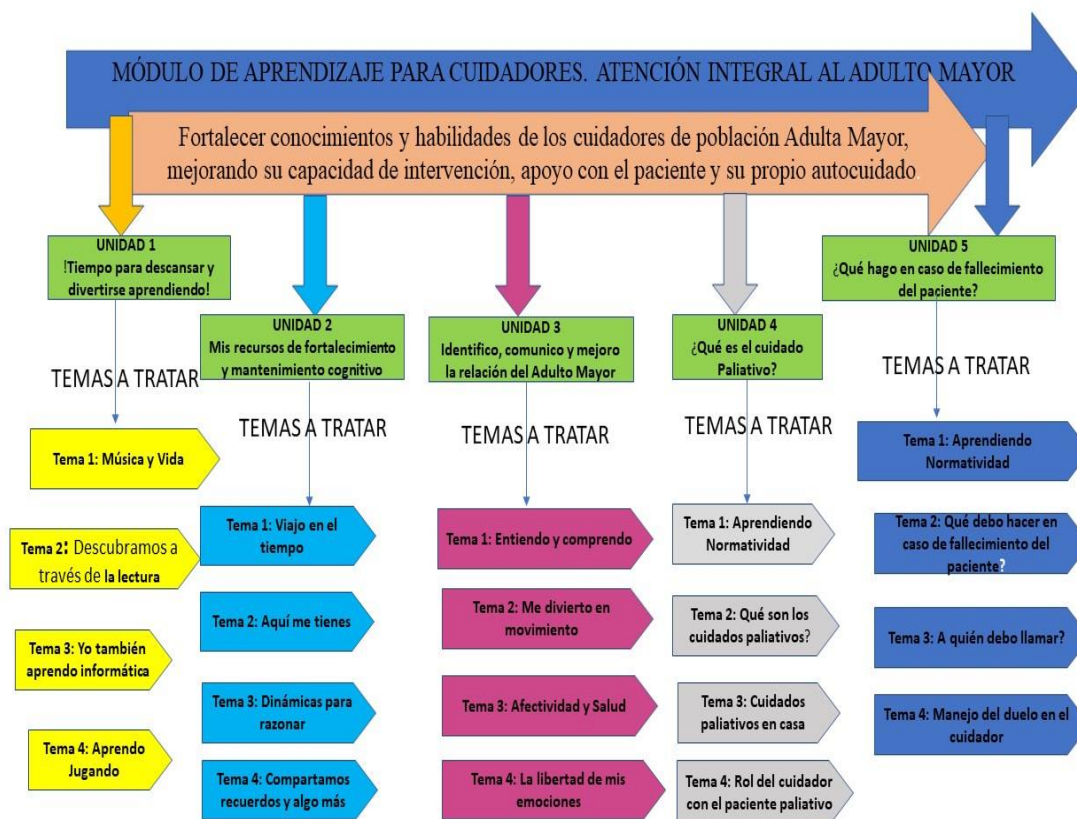 MÓDULO DE APRENDIZAJE PARA CUIDADORES. ATENCIÓN INTEGRAL AL ADULTO MAYOR
Fortalecer conocimientos y habilidades de los cuidadores de población Adulta Mayor,
mejorando su capacidad de intervención, apoyo con el paciente y su propio autocuidado.
UNIDAD 1
!Tiempo para descansar y
divertirse aprendiendo!
TEMAS A TRATAR
Tema 1: Música y Vida
Tema 2: Descubramos a
través de la lectura
Tema 3: Yo también
aprendo informática
Tema 4: Aprendo
Jugando
UNIDAD 2
Mis recursos de fortalecimiento
y mantenimiento cognitivo
TEMAS A TRATAR
Tema 1: Viajo en el
tiempo
Tema 2: Aquí me tienes
Tema 3: Dinámicas para
razonar
Tema 4: Compartamos
recuerdos y algo más
UNIDAD 3
Identifico, comunico y mejoro
la relación del Adulto Mayor
TEMAS A TRATAR
Tema 1: Entiendo y comprendo
Tema 2: Me divierto en
movimiento
Tema 3: Afectividad y Salud
Tema 4: La libertad de mis
emociones
UNIDAD 4
¿Qué es el cuidado
Paliativo?
TEMAS A TRATAR
Tema 1: Aprendiendo
Normatividad
Tema 2: Qué son los
cuidados paliativos?
Tema 3: Cuidados
paliativos en casa
Tema 4: Rol del cuidador
con el paciente paliativo
UNIDAD 5
¿Qué hago en caso de fallecimiento
del paciente?
TEMAS A TRATAR
Tema 1: Aprendiendo
Normatividad
Tema 2: Qué debo hacer en
caso de fallecimiento del
paciente?
Tema 3: A quién debo llamar?
Tema 4: Manejo del duelo en el
cuidador